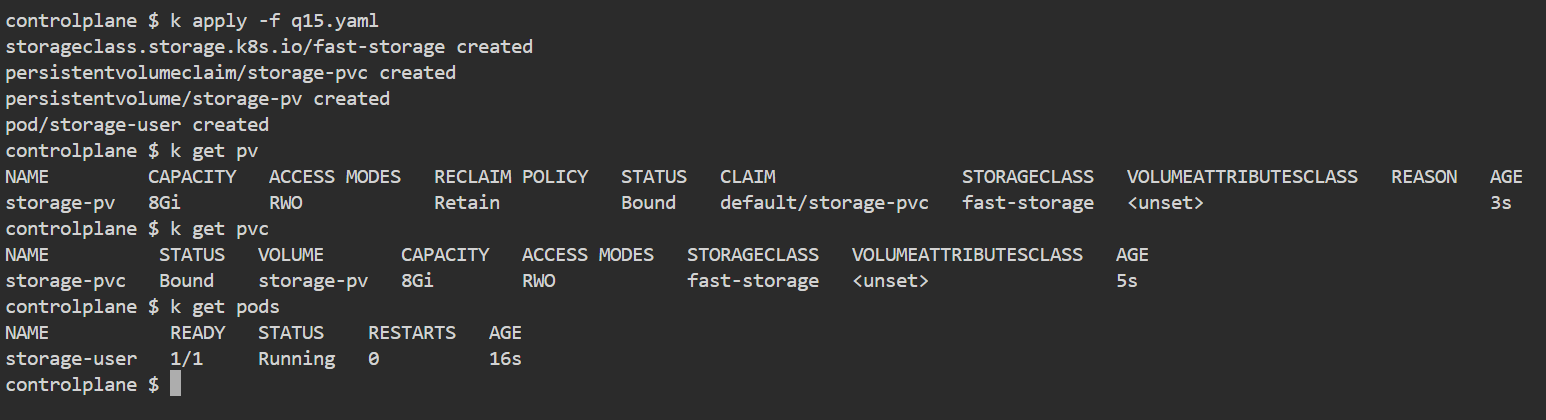 controlplane $ k apply -f q15.yaml
storageclass.storage.k8s.io/fast-storage created
persistentvolumeclaim/storage-pvc created
persistentvolume/storage-pv created
pod/storage-user created
controlplane $ k get pv
NAME         CAPACITY   ACCESS MODES   RECLAIM POLICY   STATUS   CLAIM                 STORAGECLASS   VOLUMEATTRIBUTESCLASS   REASON   AGE
storage-pv   8Gi        RWO            Retain           Bound    default/storage-pvc   fast-storage   <unset>                          3s
controlplane $ k get pvc
NAME          STATUS   VOLUME       CAPACITY   ACCESS MODES   STORAGECLASS   VOLUMEATTRIBUTESCLASS   AGE
storage-pvc   Bound    storage-pv   8Gi        RWO            fast-storage   <unset>                 5s
controlplane $ k get pods
NAME           READY   STATUS    RESTARTS   AGE
storage-user   1/1     Running   0          16s
controlplane $